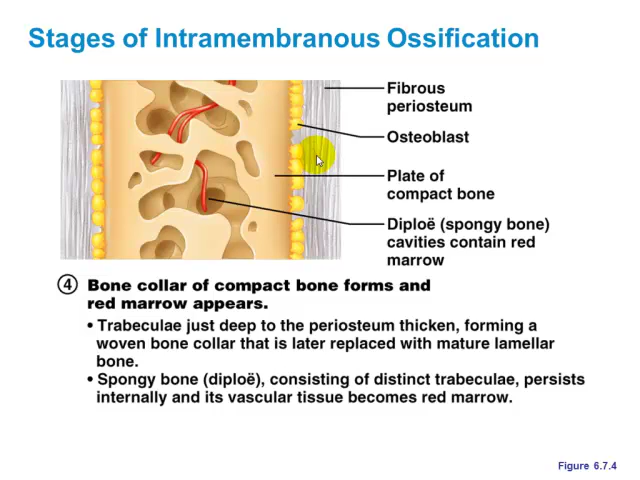 Stages of Intramembranous Ossification
Fibrous
periosteum
Osteoblast
Plate of
compact bone
Diploë (spongy bone)
cavities contain red
marrow
④ Bone collar of compact bone forms and
red marrow appears.
• Trabeculae just deep to the periosteum thicken, forming a
woven bone collar that is later replaced with mature lamellar
bone.
• Spongy bone (diploë), consisting of distinct trabeculae, persists
internally and its vascular tissue becomes red marrow.
Figure 6.7.4